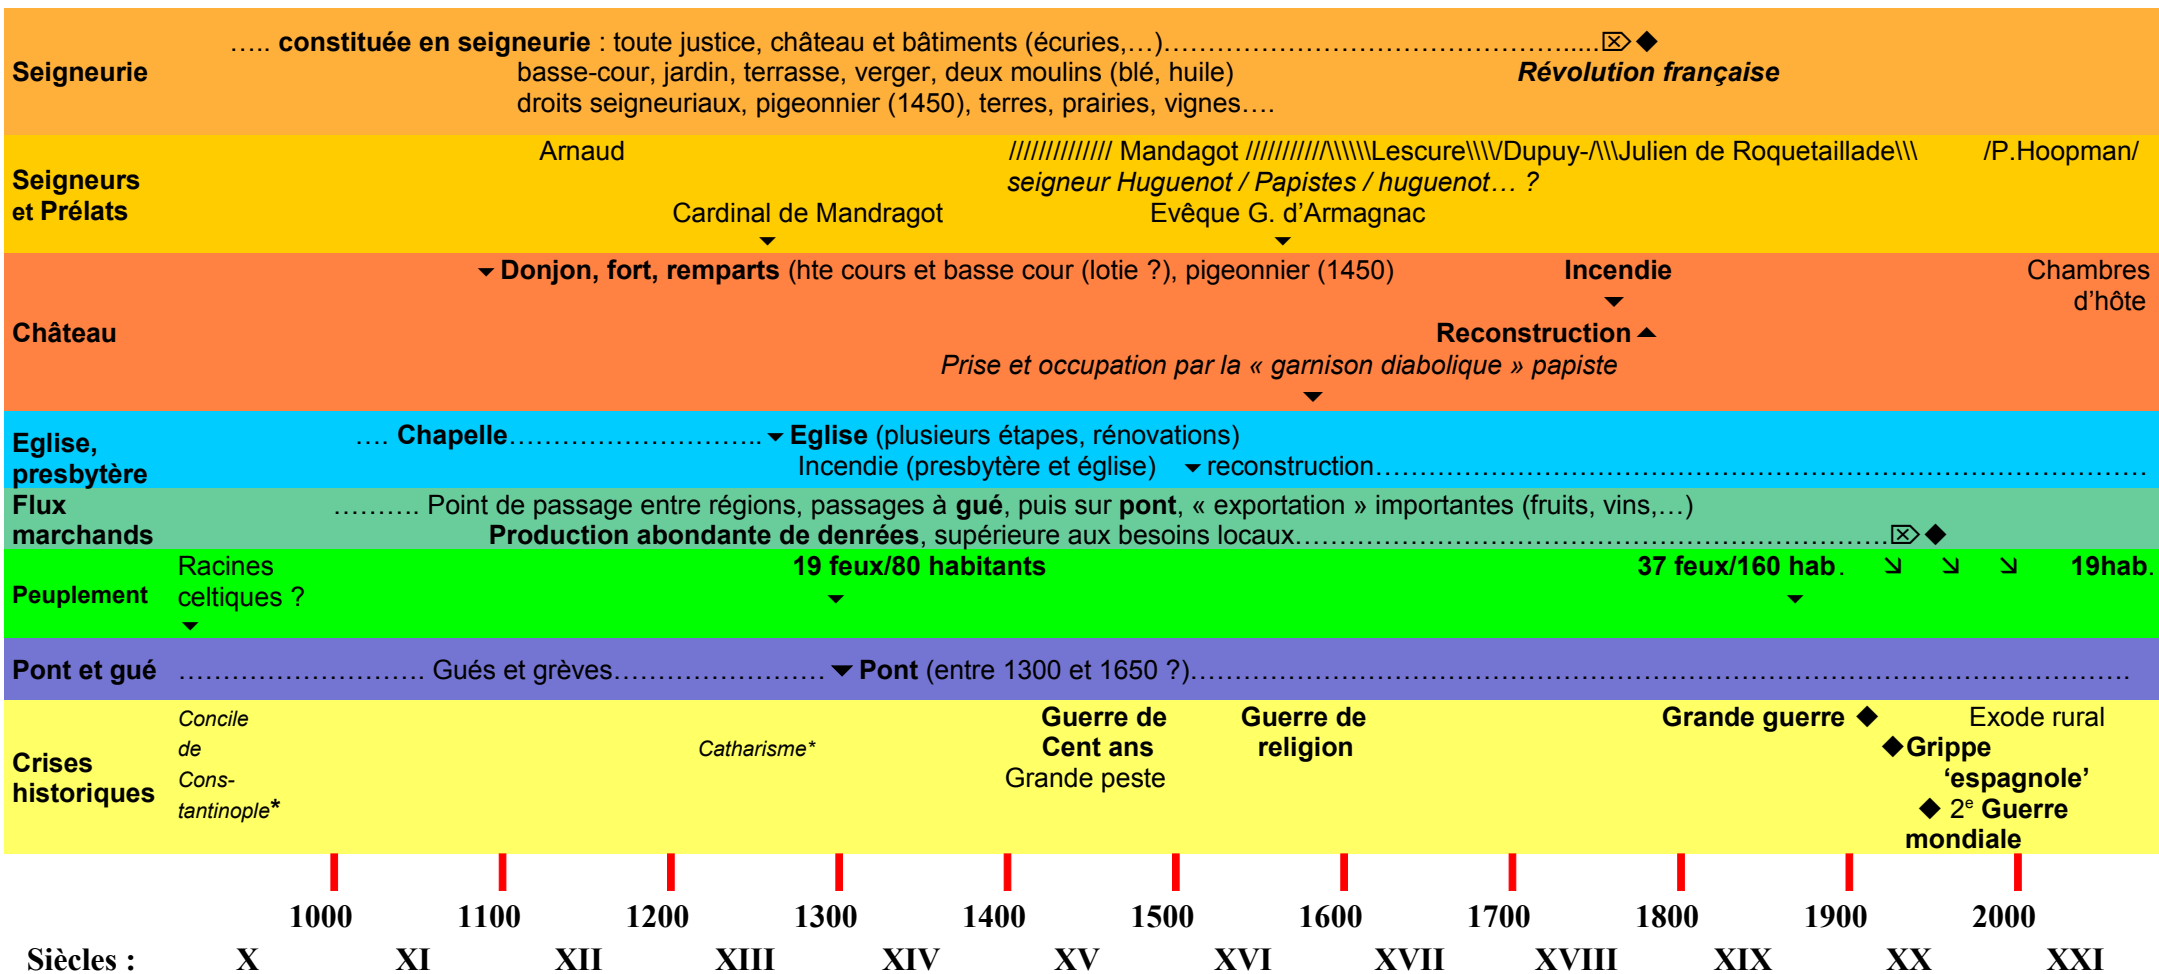 ….. constituée en seigneurie : toute justice, château et bâtiments (écuries,…)……………………………………….....⌦◆
Seigneurie
basse-cour, jardin, terrasse, verger, deux moulins (blé, huile)
Révolution française
droits seigneuriaux, pigeonnier (1450), terres, prairies, vignes….
Seigneurs
et Prélats
Arnaud
////////////// Mandagot ///////////\\\\\\Lescure\\\\/Dupuy-/\\\Julien de Roquetaillade\\\ /P.Hoopman/
seigneur Huguenot / Papistes / huguenot… ?
Cardinal de Mandragot
Evêque G. d’Armagnac
Château
Donjon, fort, remparts (hte cours et basse cour (lotie ?), pigeonnier (1450)
Incendie
Chambres
d’hôte
Reconstruction
Prise et occupation par la « garnison diabolique » papiste
Eglise,
presbytère
…. Chapelle……………………….. Eglise (plusieurs étapes, rénovations)
Incendie (presbytère et église) reconstruction……………………………………………………………………………
Flux
marchands
………. Point de passage entre régions, passages à gué, puis sur pont, « exportation » importantes (fruits, vins,…)
Production abondante de denrées, supérieure aux besoins locaux……………………………………………………………⌦◆
Peuplement
Racines
celtiques ?
19 feux/80 habitants
37 feux/160 hab. ↘ ↘ ↘ 19hab.
Pont et gué
………………………. Gués et grèves…………………… Pont (entre 1300 et 1650 ?)……………………………………………………………………………………………….
Crises
historiques
Concile
de
Cons-
tantinople*
Catharisme*
Guerre de
Cent ans
Grande peste
Guerre de
religion
Grande guerre ◆
Exode rural
◆Grippe
‘espagnole’
◆ 2e Guerre
mondiale
1000 1100 1200 1300 1400 1500 1600 1700 1800 1900 2000
Siècles : X XI XII XIII XIV XV XVI XVII XVIII XIX XX XXI